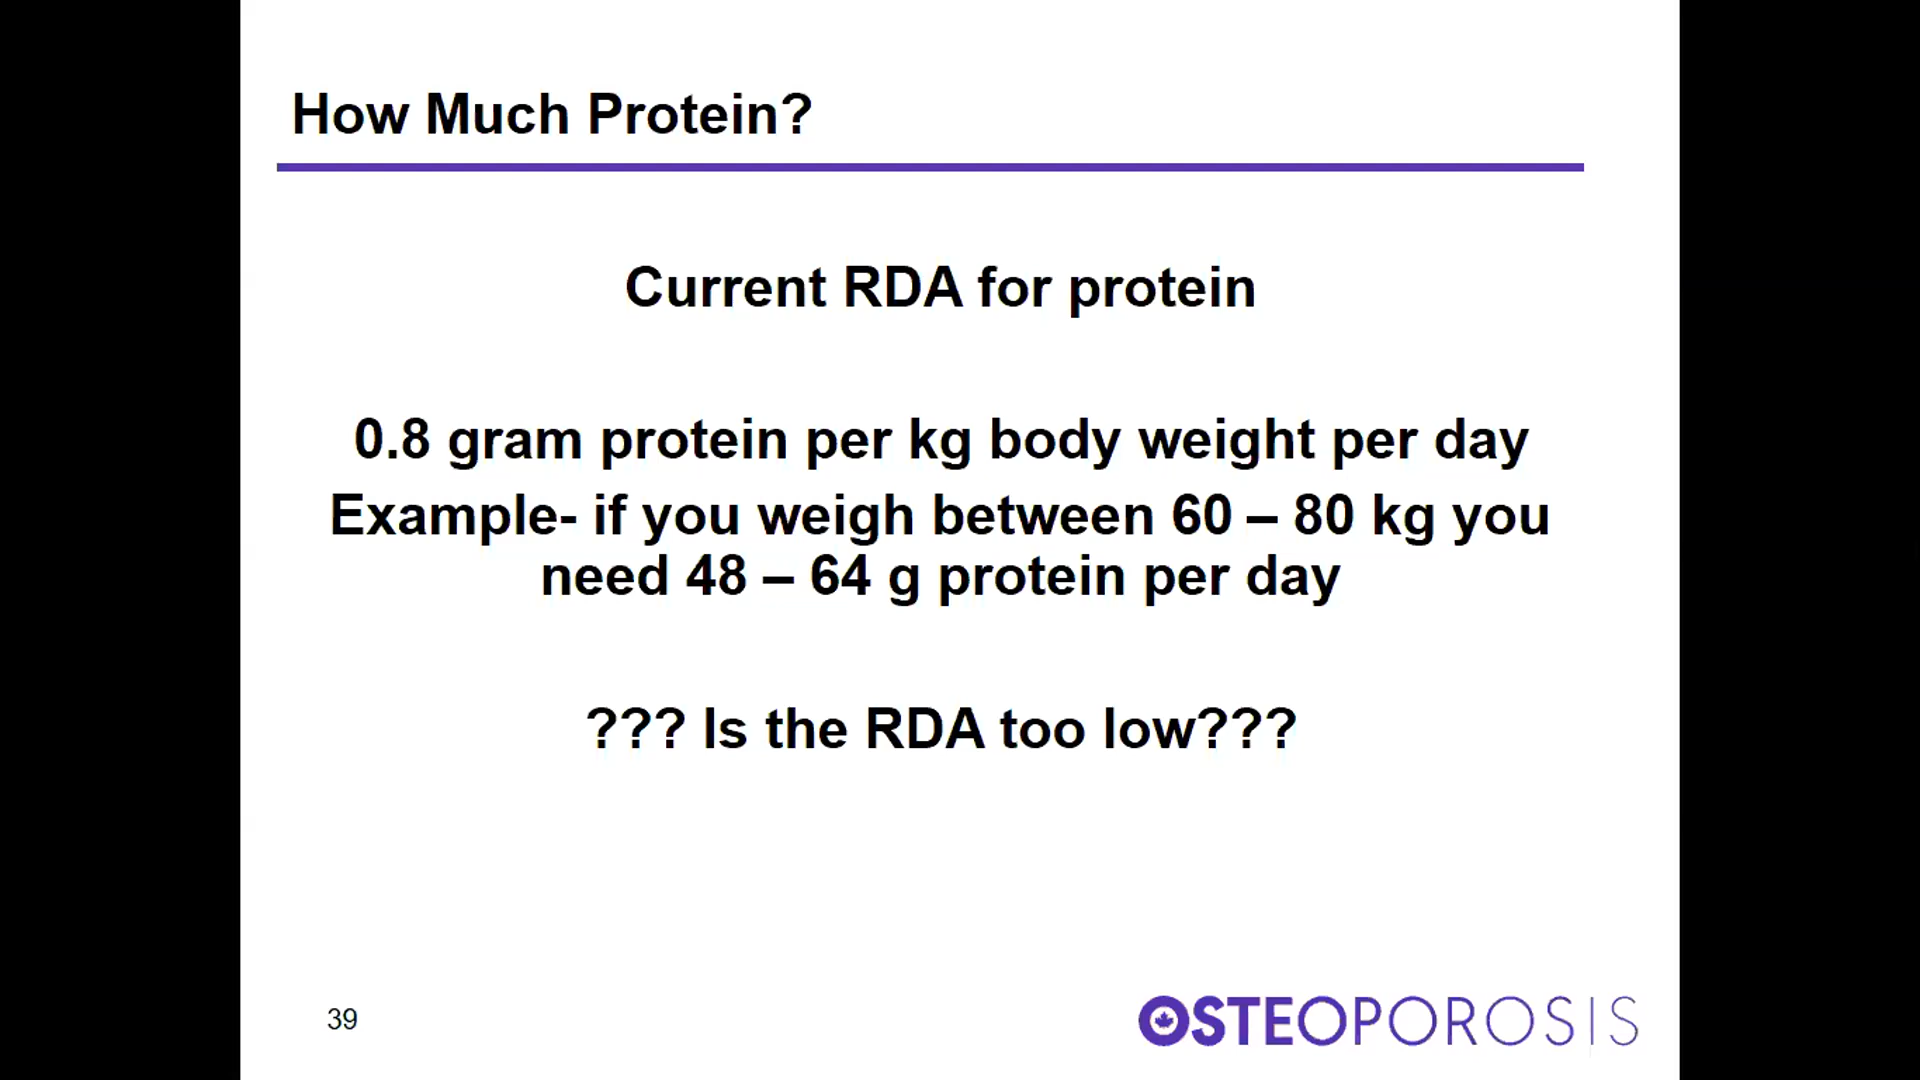 How Much Protein?
Current RDA for protein
0.8 gram protein per kg body weight per day
Example- if you weigh between 60 – 80 kg you
need 48 – 64 g protein per day
??? Is the RDA too low???
39
OSTEOPOROSIS